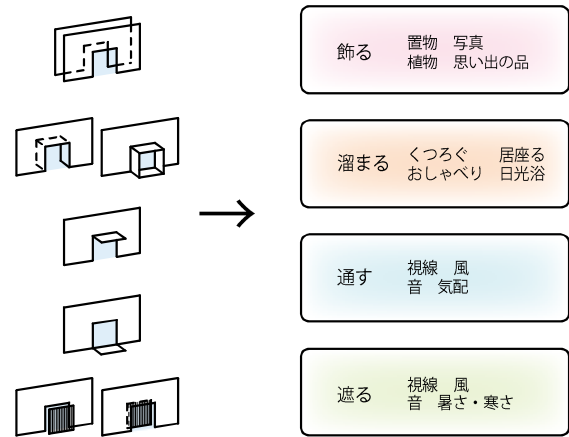 飾る
置物　写真
植物　思い出の品
溜まる
くつろぐ　居座る
おしゃべり　日光浴
通す
視線　風
音　気配
遮る
視線　風
音　暑さ・寒さ